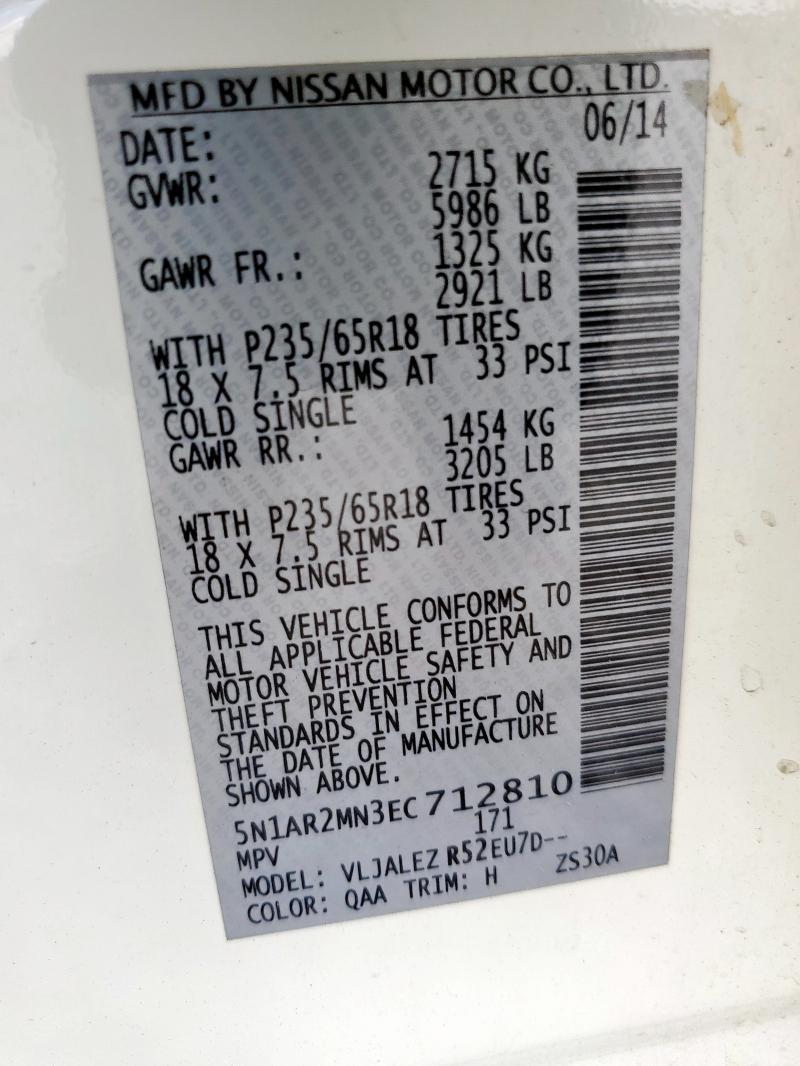 MFD BY NISSAN MOTOR CO., LTD.
DATE: 06/14
GVWR: 2715 KG
5986 LB
GAWR FR.: 1325 KG
2921 LB
WITH P235/65R18 TIRES
18 X 7.5 RIMS AT 33 PSI
COLD SINGLE
GAWR RR.: 1454 KG
3205 LB
WITH P235/65R18 TIRES
18 X 7.5 RIMS AT 33 PSI
COLD SINGLE
THIS VEHICLE CONFORMS TO
ALL APPLICABLE FEDERAL
MOTOR VEHICLE SAFETY AND
THEFT PREVENTION
STANDARDS IN EFFECT ON
THE DATE OF MANUFACTURE
SHOWN ABOVE.
5N1AR2MN3EC712810
MPV 171
MODEL: VLJALEZ R52EU7D--
COLOR: QAA TRIM: H ZS30A